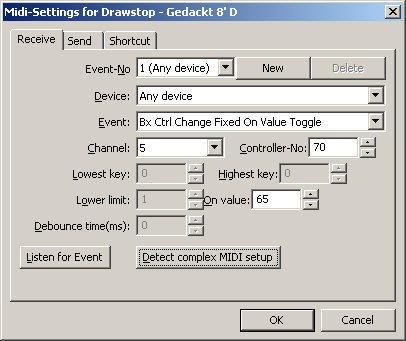 Midi-Settings for Drawstop - Gedackt 8' D
Receive Send Shortcut
Event-No 1 (Any device) New Delete
Device: Any device
Event: Bx Ctrl Change Fixed On Value Toggle
Channel: 5 Controller-No: 70
Lowest key: 0 Highest key: 0
Lower limit: 1 On value: 65
Debounce time(ms): 0
Listen for Event Detect complex MIDI setup
OK Cancel